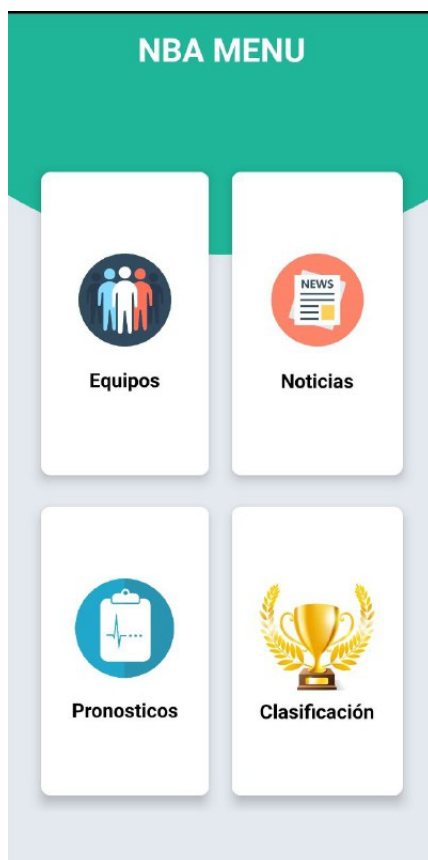 NBA MENU
Equipos
NEWS
Noticias
Pronosticos
Clasificación